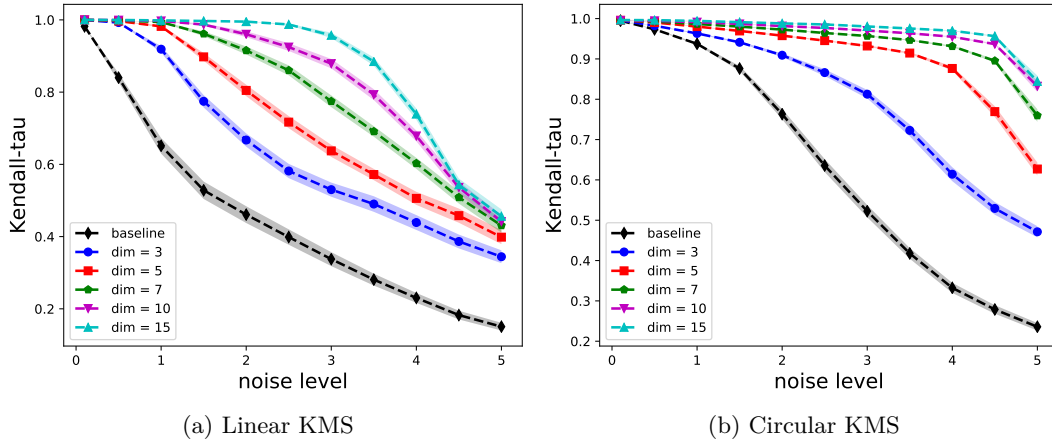 1.0
0.8
0.6
0.4
0.2
Kendall-tau
baseline
dim = 3
dim = 5
dim = 7
dim = 10
dim = 15
0 1 2 3 4 5
noise level
(a) Linear KMS
1.0
0.9
0.8
0.7
0.6
0.5
0.4
0.3
0.2
Kendall-tau
baseline
dim = 3
dim = 5
dim = 7
dim = 10
dim = 15
0 1 2 3 4 5
noise level
(b) Circular KMS